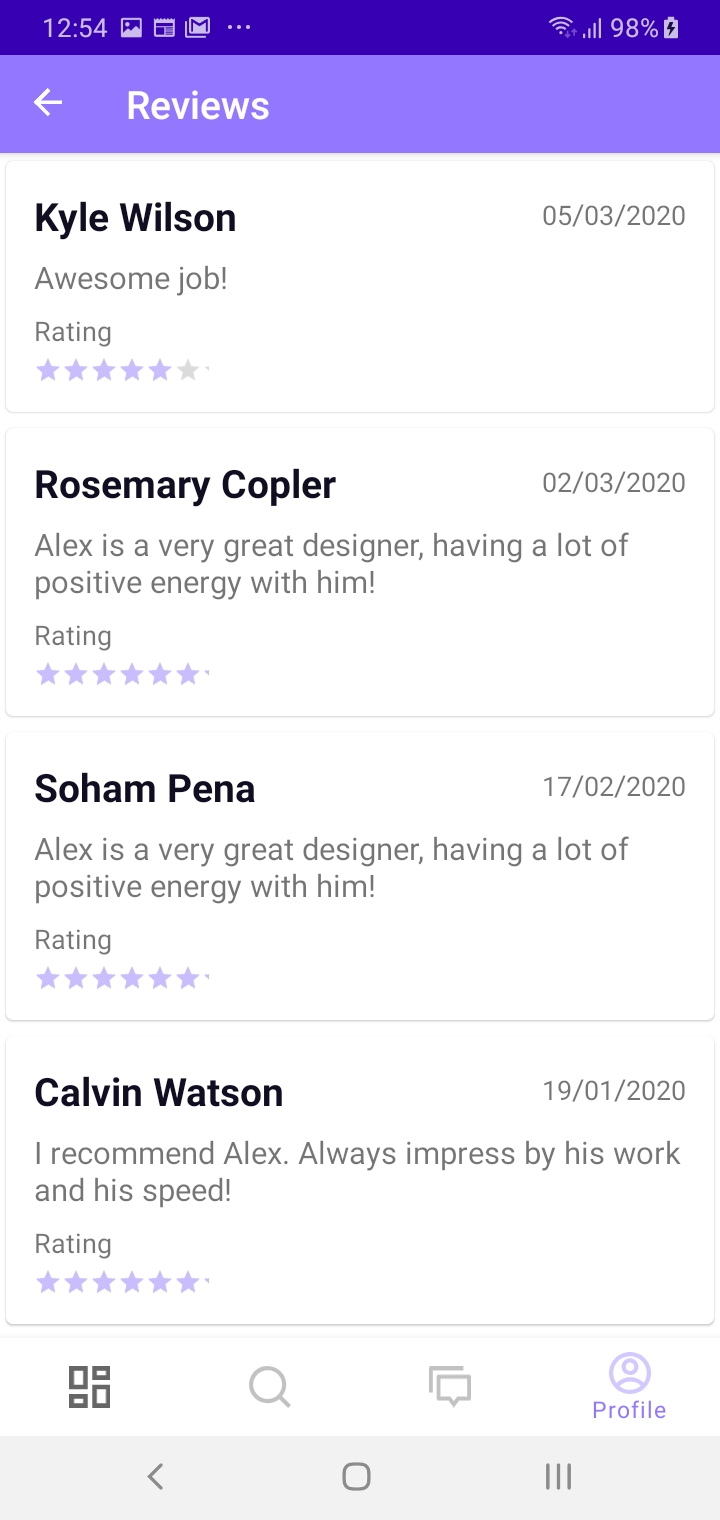 12:54 98%
Reviews
Kyle Wilson 05/03/2020
Awesome job!
Rating
Rosemary Copler 02/03/2020
Alex is a very great designer, having a lot of
positive energy with him!
Rating
Soham Pena 17/02/2020
Alex is a very great designer, having a lot of
positive energy with him!
Rating
Calvin Watson 19/01/2020
I recommend Alex. Always impress by his work
and his speed!
Rating
Profile